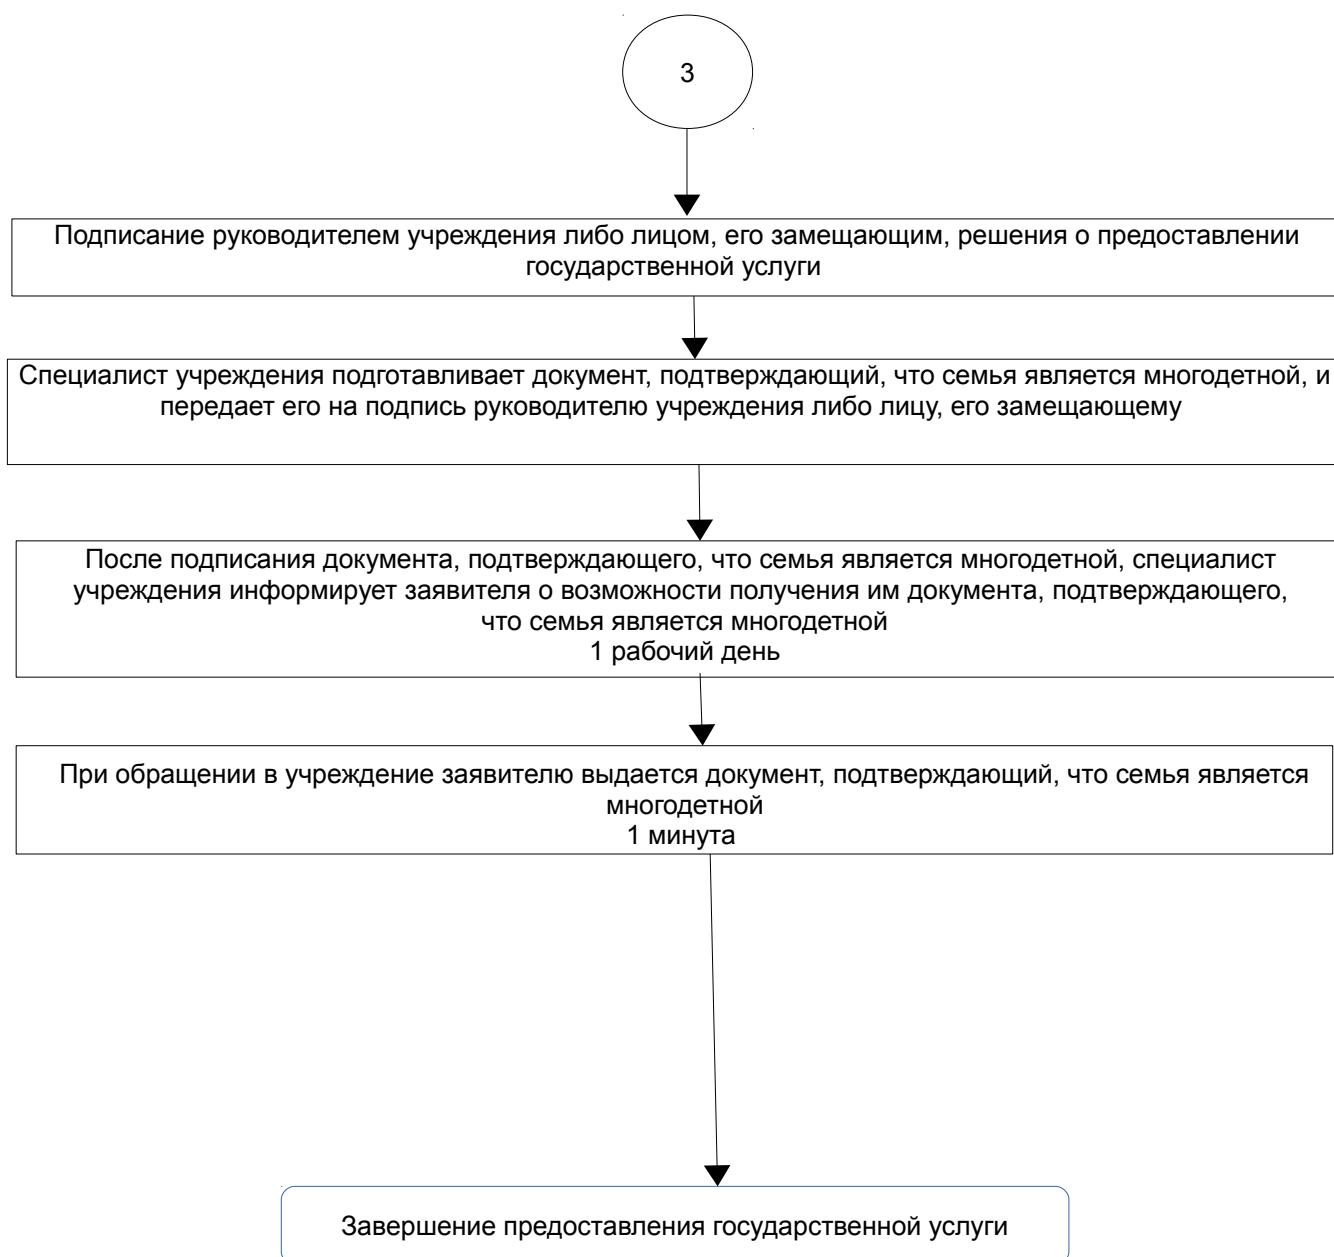 3
Подписание руководителем учреждения либо лицом, его замещающим, решения о предоставлении
государственной услуги
Специалист учреждения подготавливает документ, подтверждающий, что семья является многодетной, и
передает его на подпись руководителю учреждения либо лицу, его замещающему
После подписания документа, подтверждающего, что семья является многодетной, специалист
учреждения информирует заявителя о возможности получения им документа, подтверждающего,
что семья является многодетной
1 рабочий день
При обращении в учреждение заявителю выдается документ, подтверждающий, что семья является
многодетной
1 минута
Завершение предоставления государственной услуги